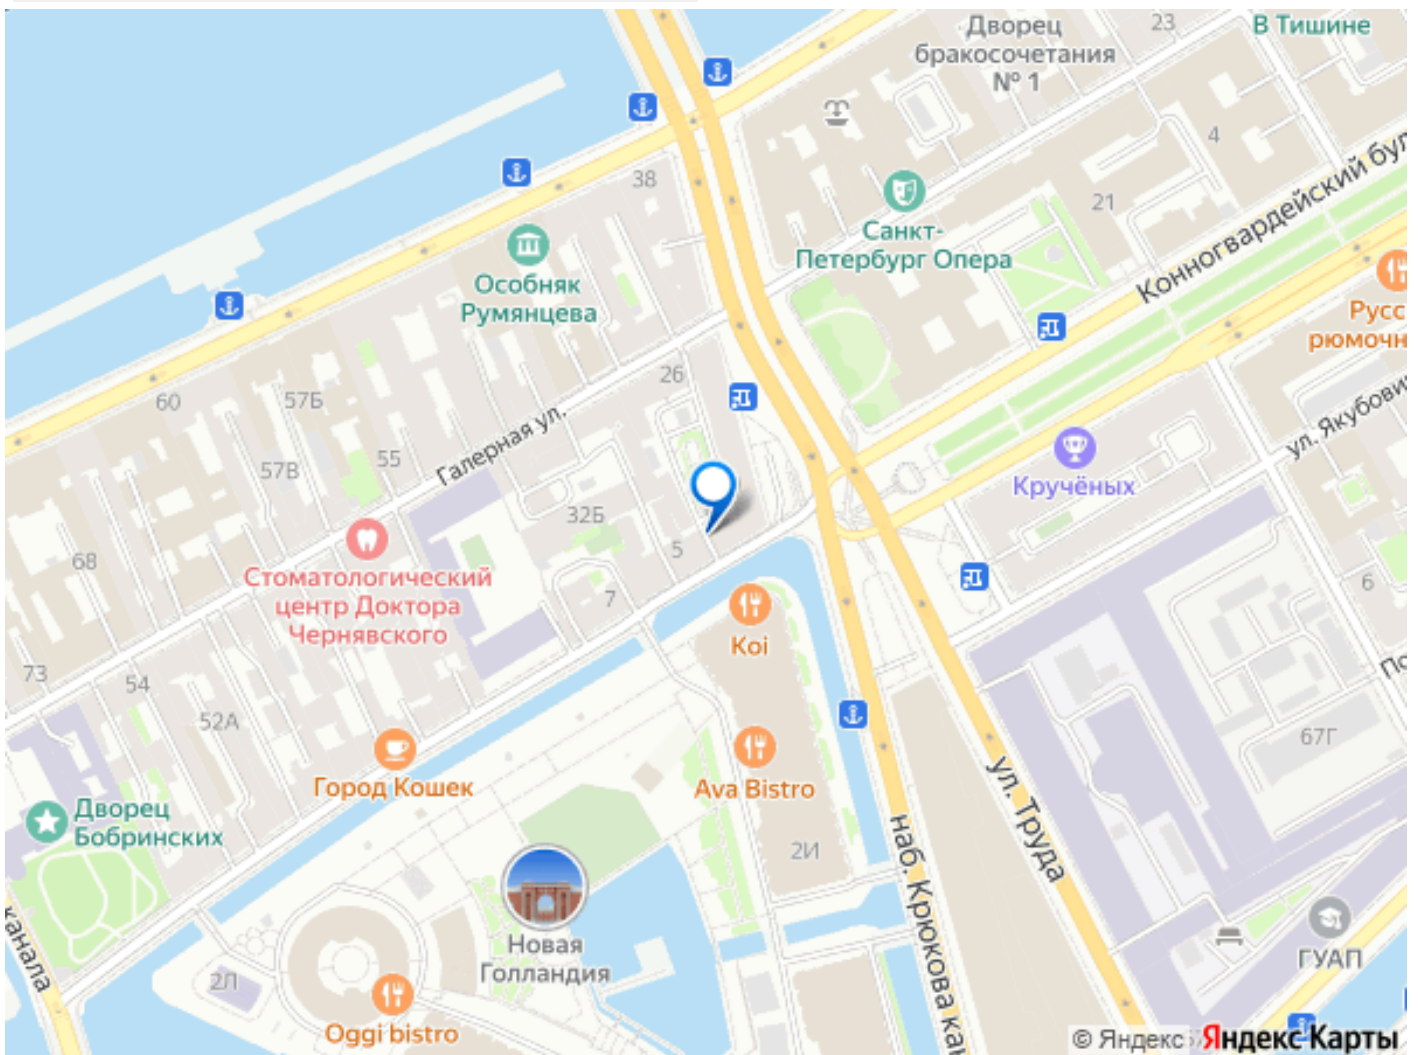 Дворец
бракосочетания
№ 1
23
В Тишине
4
38
21
Санкт-
Петербург Опера
Конногвардейский бул
Особняк
Румянцева
Русс
рюмочн
60
57Б
26
57В
55
Галерная ул.
ул. Якубови
Кручёных
32Б
68
5
Стоматологический
центр Доктора
Чернявского
7
6
Koi
73
54
52А
По
67Г
Город Кошек
Ava Bistro
ул. Труда
Дворец
Бобринских
2И
наб. Крюкова кан
канала
Новая
Голландия
ГУАП
2Л
Oggi bistro
© Яндекс
Яндекс Карты